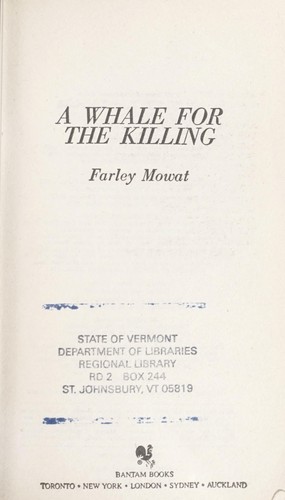 A WHALE FOR
THE KILLING
Farley Mowat
STATE OF VERMONT
DEPARTMENT OF LIBRARIES
REGIONAL LIBRARY
RD 2 BOX 244
ST. JOHNSBURY, VT 05819
BANTAM BOOKS
TORONTO • NEW YORK • LONDON • SYDNEY • AUCKLAND